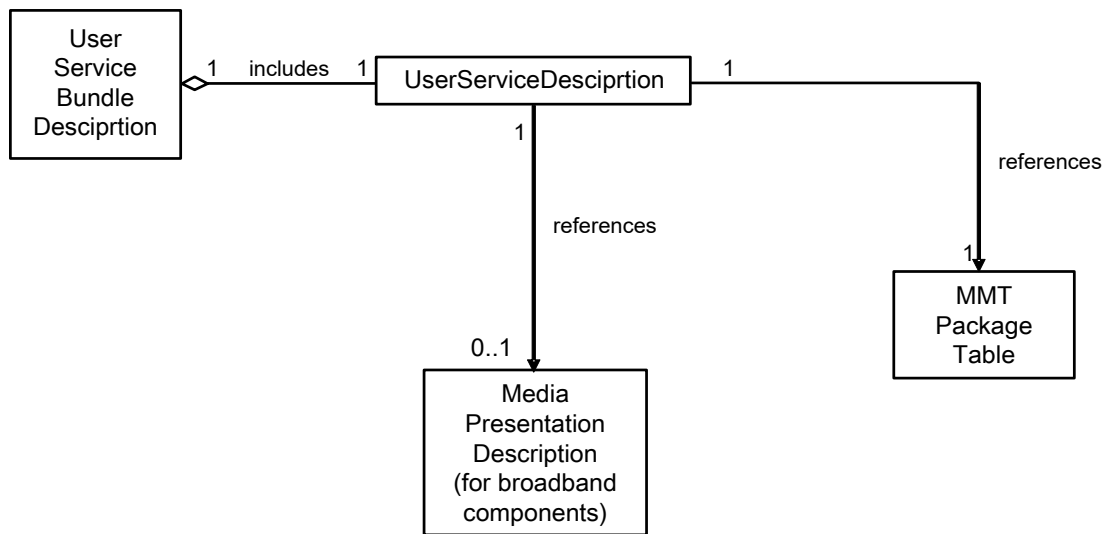 User
Service
Bundle
Desciprtion
1
includes
1
UserServiceDesciprtion
1
1
references
references
1
0..1
MMT
Package
Table
Media
Presentation
Description
(for broadband
components)